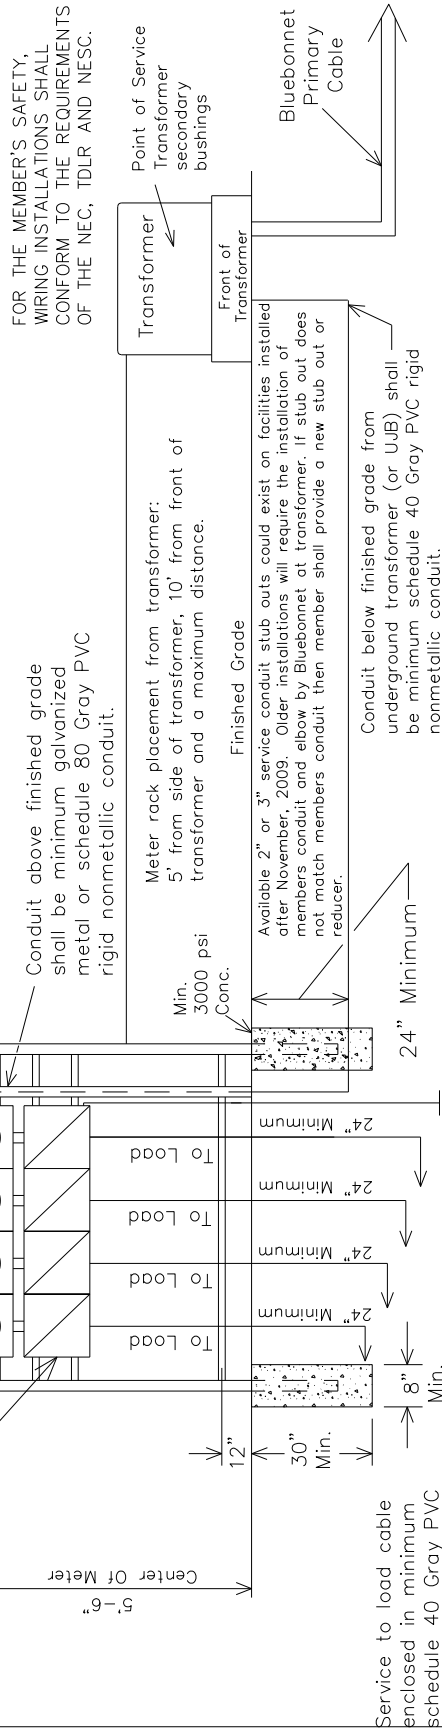 FOR THE MEMBER'S SAFETY,
WIRING INSTALLATIONS SHALL
CONFORM TO THE REQUIREMENTS
OF THE NEC, TDLR AND NESC.
Conduit above finished grade
shall be minimum galvanized
metal or schedule 80 Gray PVC
rigid nonmetallic conduit.
Point of Service
Transformer
secondary
bushings
Transformer
Front of
Transformer
Bluebonnet
Primary
Cable
Meter rack placement from transformer:
5' from side of transformer, 10' from front of
transformer and a maximum distance.
Min.
3000 psi
Conc.
Finished Grade
Available 2" or 3" service conduit stub outs could exist on facilities installed
after November, 2009. Older installations will require the installation of
members conduit and elbow by Bluebonnet at transformer. If stub out does
not match members conduit then member shall provide a new stub out or
reducer.
Conduit below finished grade from
underground transformer (or UJB) shall
be minimum schedule 40 Gray PVC rigid
nonmetallic conduit.
24" Minimum
To Load
To Load
To Load
To Load
24" Minimum
24" Minimum
24" Minimum
24" Minimum
12"
30"
Min.
8"
Min.
5'-6"
Center Of Meter
Service to load cable
enclosed in minimum
schedule 40 Gray PVC